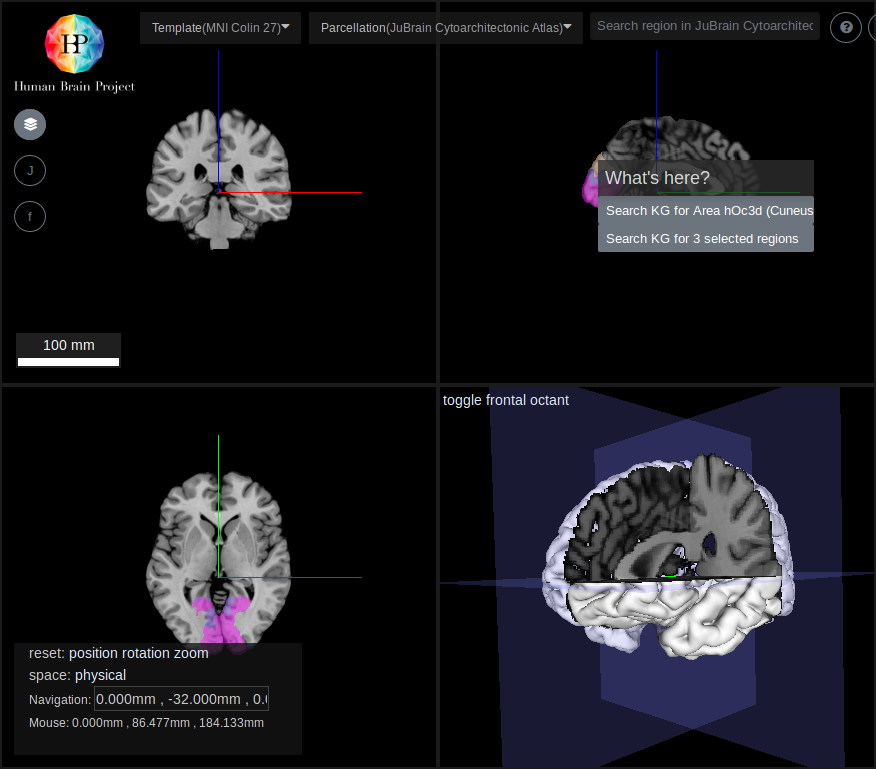 HP
Human Brain Project
Template(MNI Colin 27)
Parcellation(JuBrain Cytoarchitectonic Atlas)
Search region in JuBrain Cytoarchitec
?
J
f
What's here?
Search KG for Area hOc3d (Cuneus
Search KG for 3 selected regions
100 mm
toggle frontal octant
reset: position rotation zoom
space: physical
Navigation: 0.000mm , -32.000mm , 0.
Mouse: 0.000mm , 86.477mm , 184.133mm